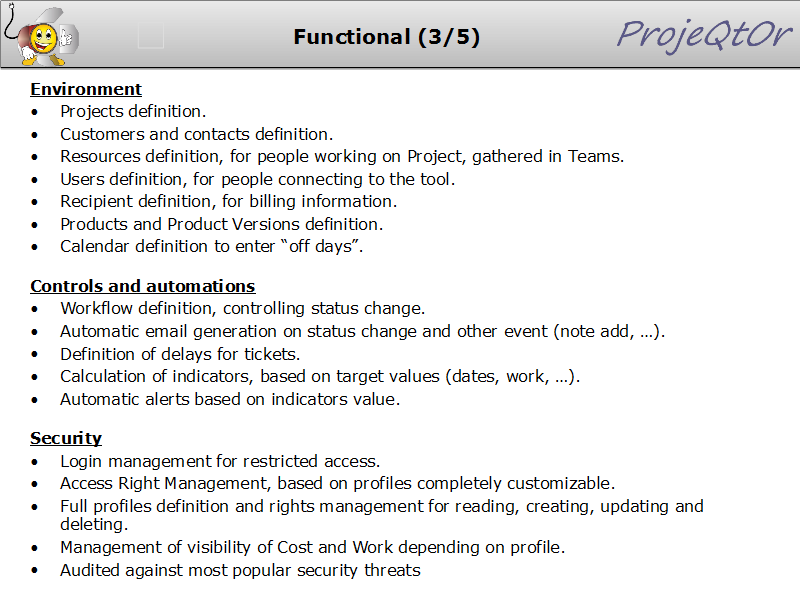 Functional (3/5)
ProjeQtOr
Environment
• Projects definition.
• Customers and contacts definition.
• Resources definition, for people working on Project, gathered in Teams.
• Users definition, for people connecting to the tool.
• Recipient definition, for billing information.
• Products and Product Versions definition.
• Calendar definition to enter “off days”.
Controls and automations
• Workflow definition, controlling status change.
• Automatic email generation on status change and other event (note add, …).
• Definition of delays for tickets.
• Calculation of indicators, based on target values (dates, work, …).
• Automatic alerts based on indicators value.
Security
• Login management for restricted access.
• Access Right Management, based on profiles completely customizable.
• Full profiles definition and rights management for reading, creating, updating and
deleting.
• Management of visibility of Cost and Work depending on profile.
• Audited against most popular security threats